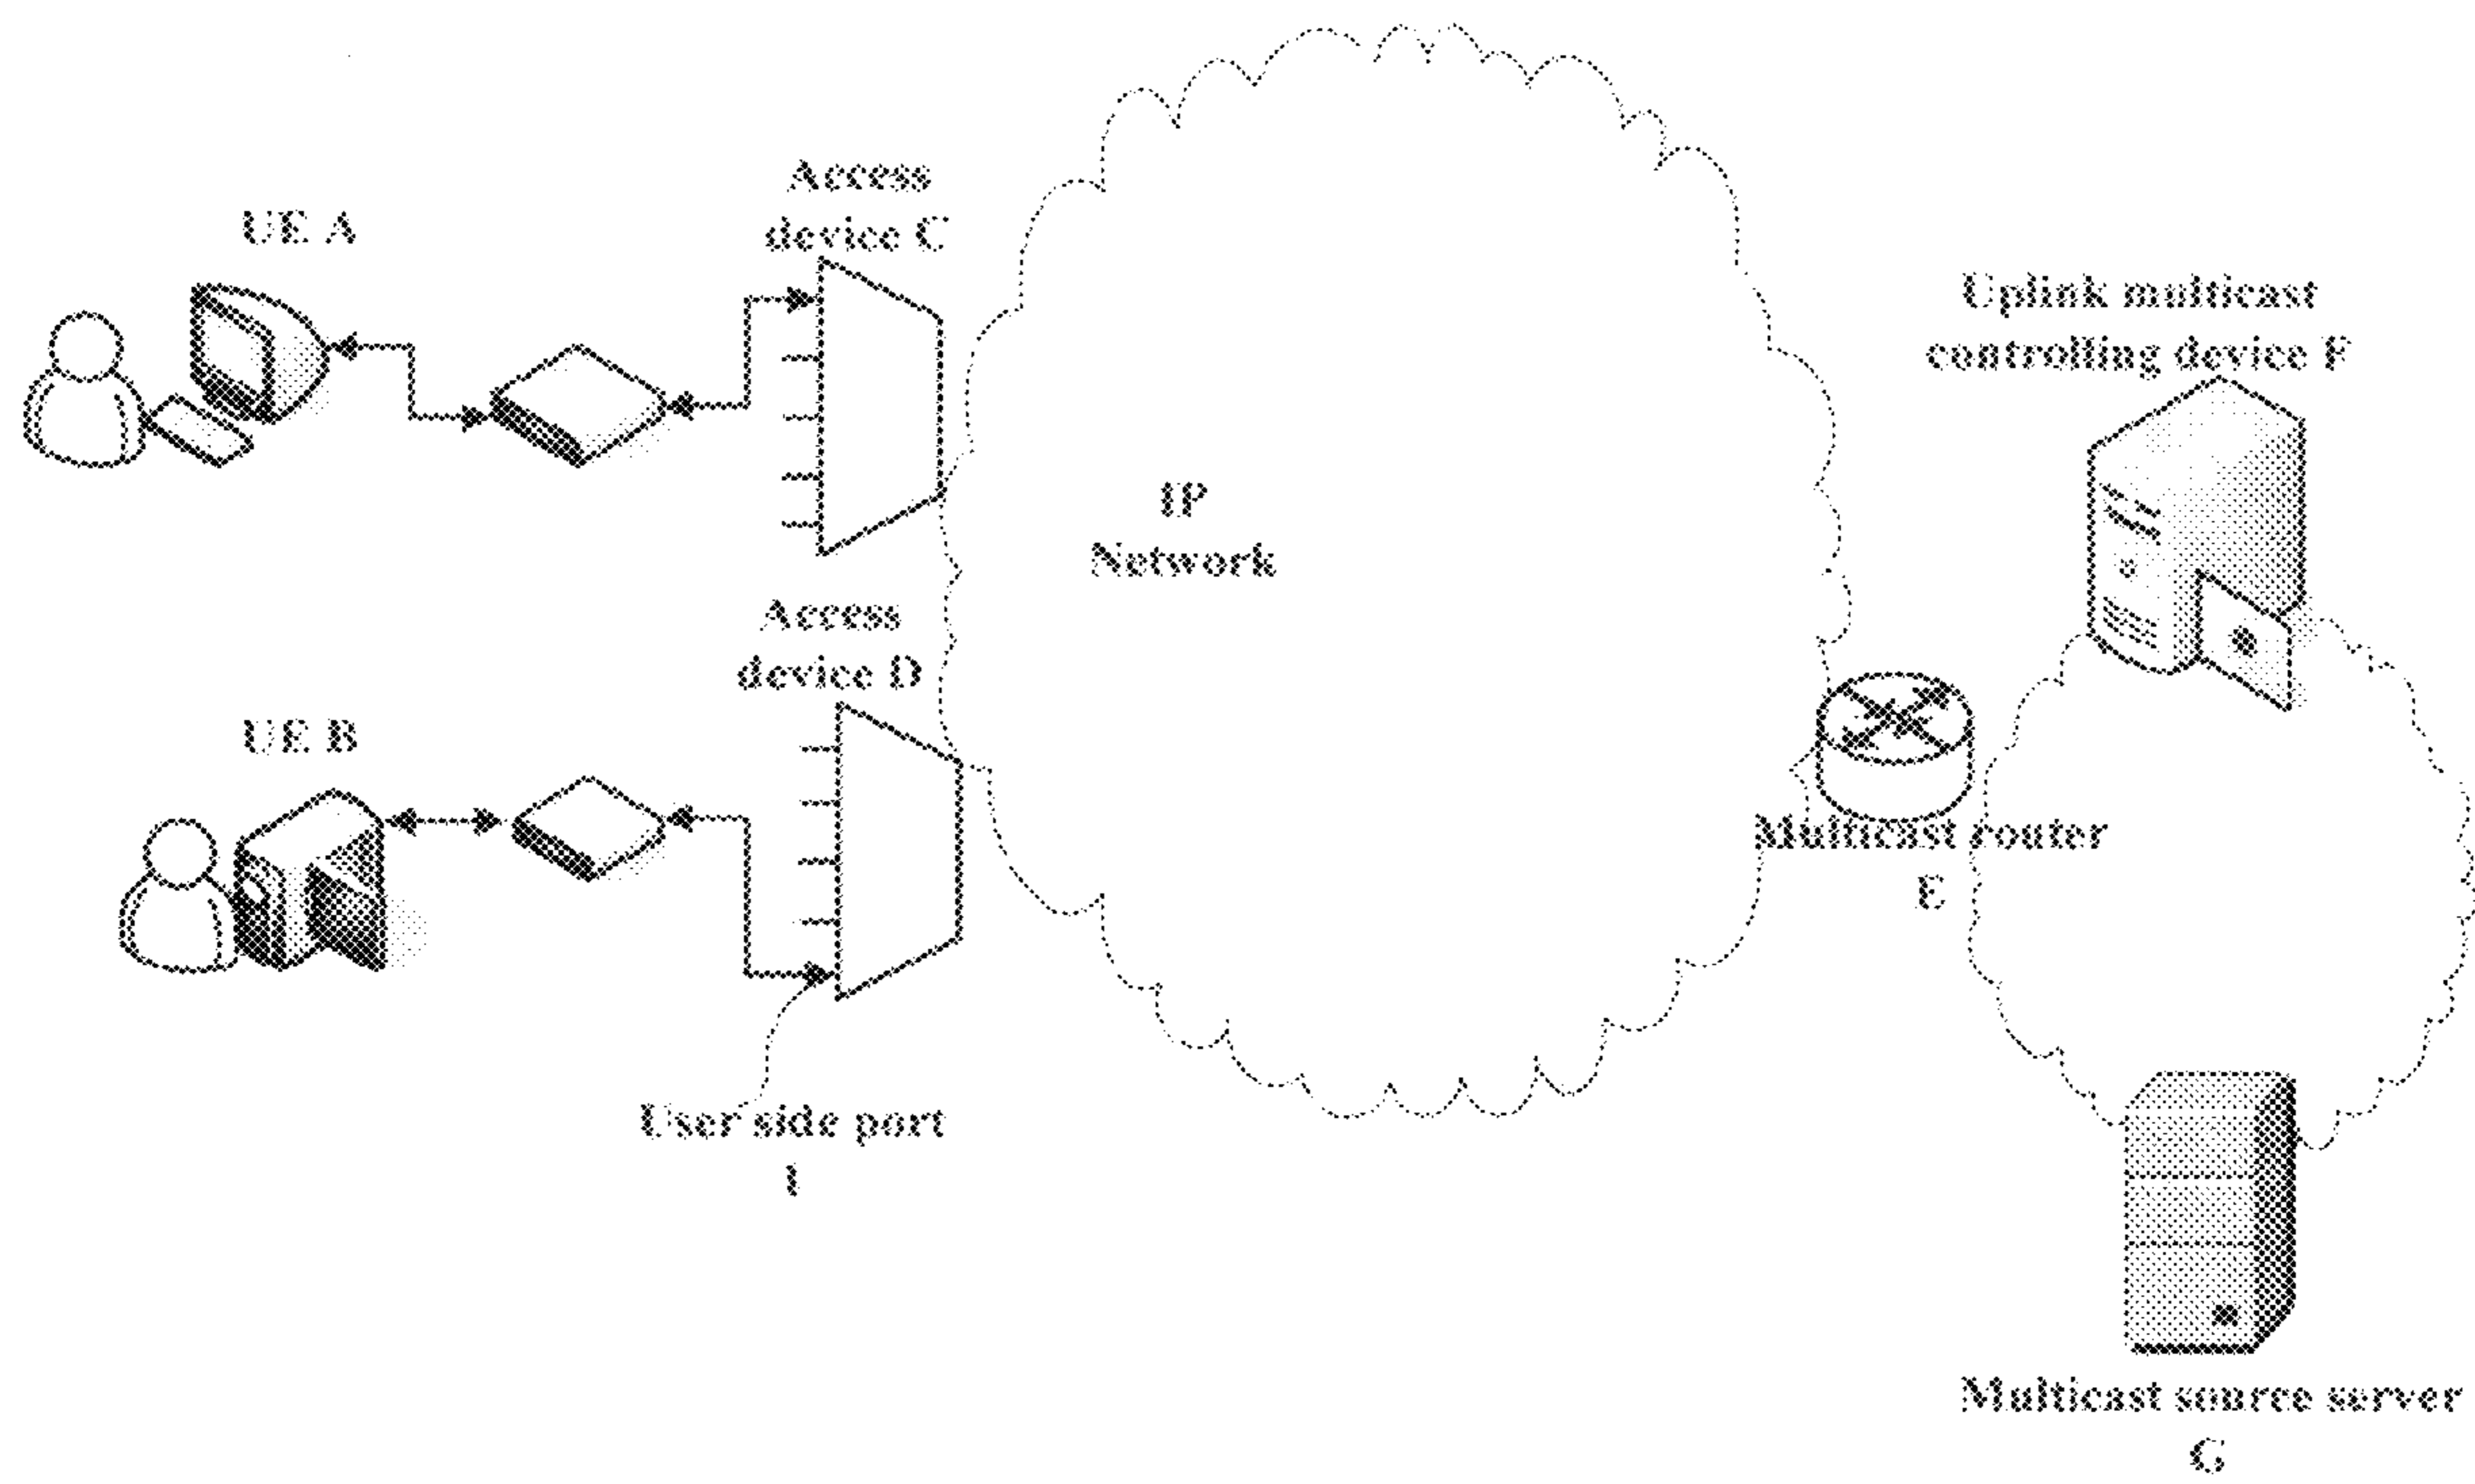 UE A
Access
device C
Uplink multicast
controlling device F
IP
Network
Access
device D
UE B
Multicast router
E
User side port
I
Multicast source server
G